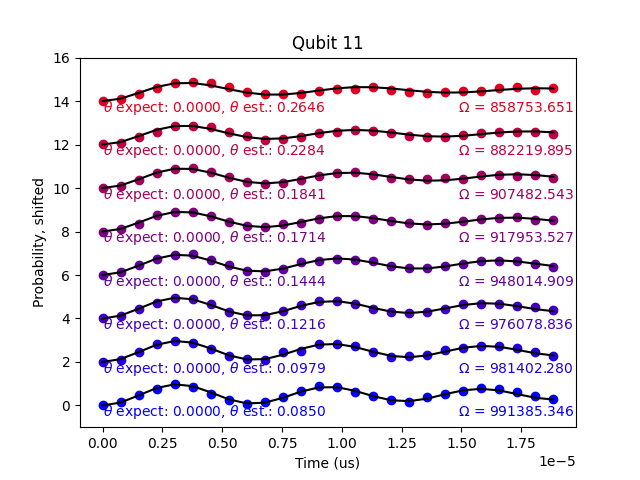 Qubit 11
Probability, shifted
16
14
12
10
8
6
4
2
0
θ expect: 0.0000, θ est.: 0.2646 Ω = 858753.651
θ expect: 0.0000, θ est.: 0.2284 Ω = 882219.895
θ expect: 0.0000, θ est.: 0.1841 Ω = 907482.543
θ expect: 0.0000, θ est.: 0.1714 Ω = 917953.527
θ expect: 0.0000, θ est.: 0.1444 Ω = 948014.909
θ expect: 0.0000, θ est.: 0.1216 Ω = 976078.836
θ expect: 0.0000, θ est.: 0.0979 Ω = 981402.280
θ expect: 0.0000, θ est.: 0.0850 Ω = 991385.346
0.00 0.25 0.50 0.75 1.00 1.25 1.50 1.75
1e−5
Time (us)